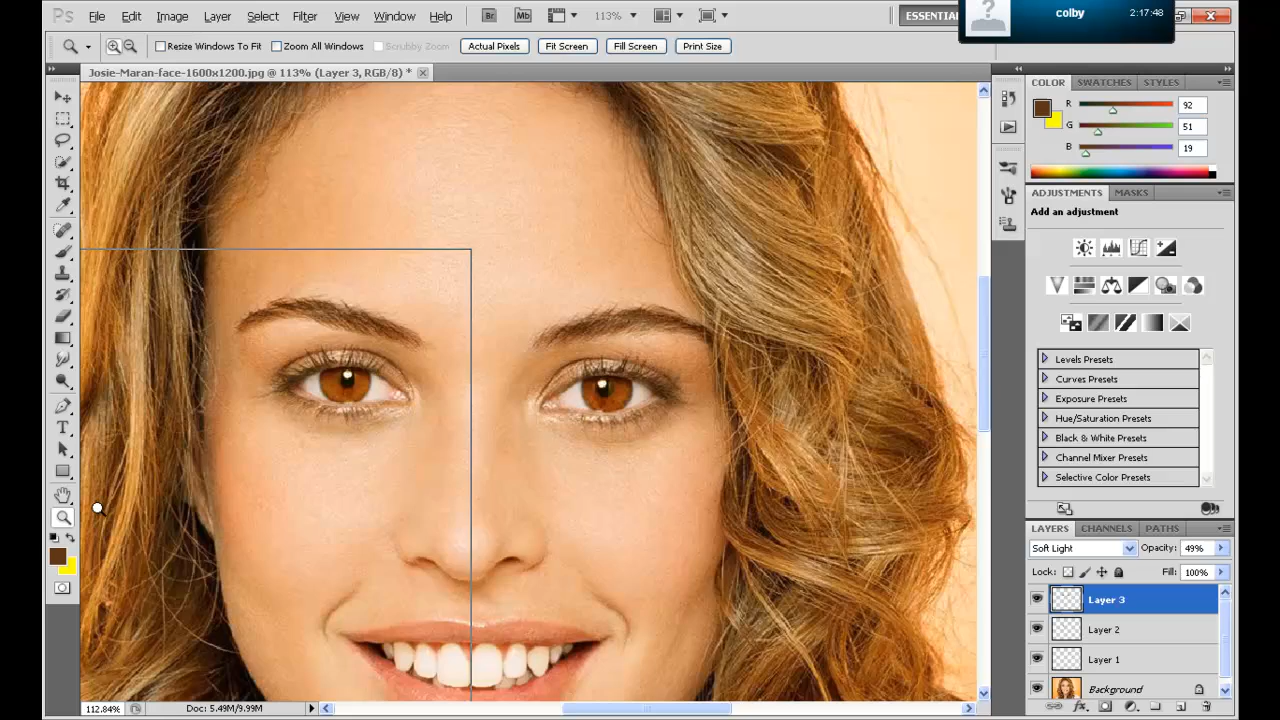 Ps File Edit Image Layer Select Filter View Window Help Br Mb 113% ESSENTIAL
colby 2:17:48
Resize Windows To Fit Zoom All Windows Scrubby Zoom Actual Pixels Fit Screen Fill Screen Print Size
Josie-Maran-face-1600x1200.jpg @ 113% (Layer 3, RGB/8) *
COLOR SWATCHES STYLES
R 92
G 51
B 19
ADJUSTMENTS MASKS
Add an adjustment
Levels Presets
Curves Presets
Exposure Presets
Hue/Saturation Presets
Black & White Presets
Channel Mixer Presets
Selective Color Presets
LAYERS CHANNELS PATHS
Soft Light Opacity: 49%
Lock: Fill: 100%
Layer 3
Layer 2
Layer 1
Background
112.84% Doc: 5.49M/9.99M